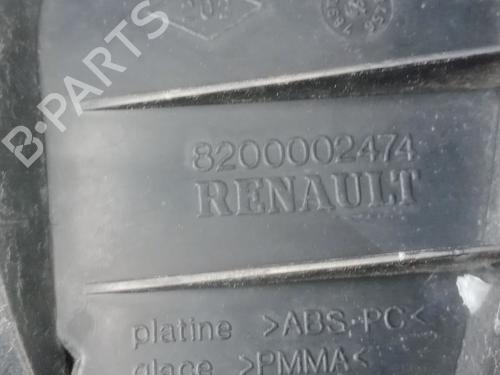 8200002474
RENAULT
platine >ABS-PC<
glace >PMMA<
B-PARTS